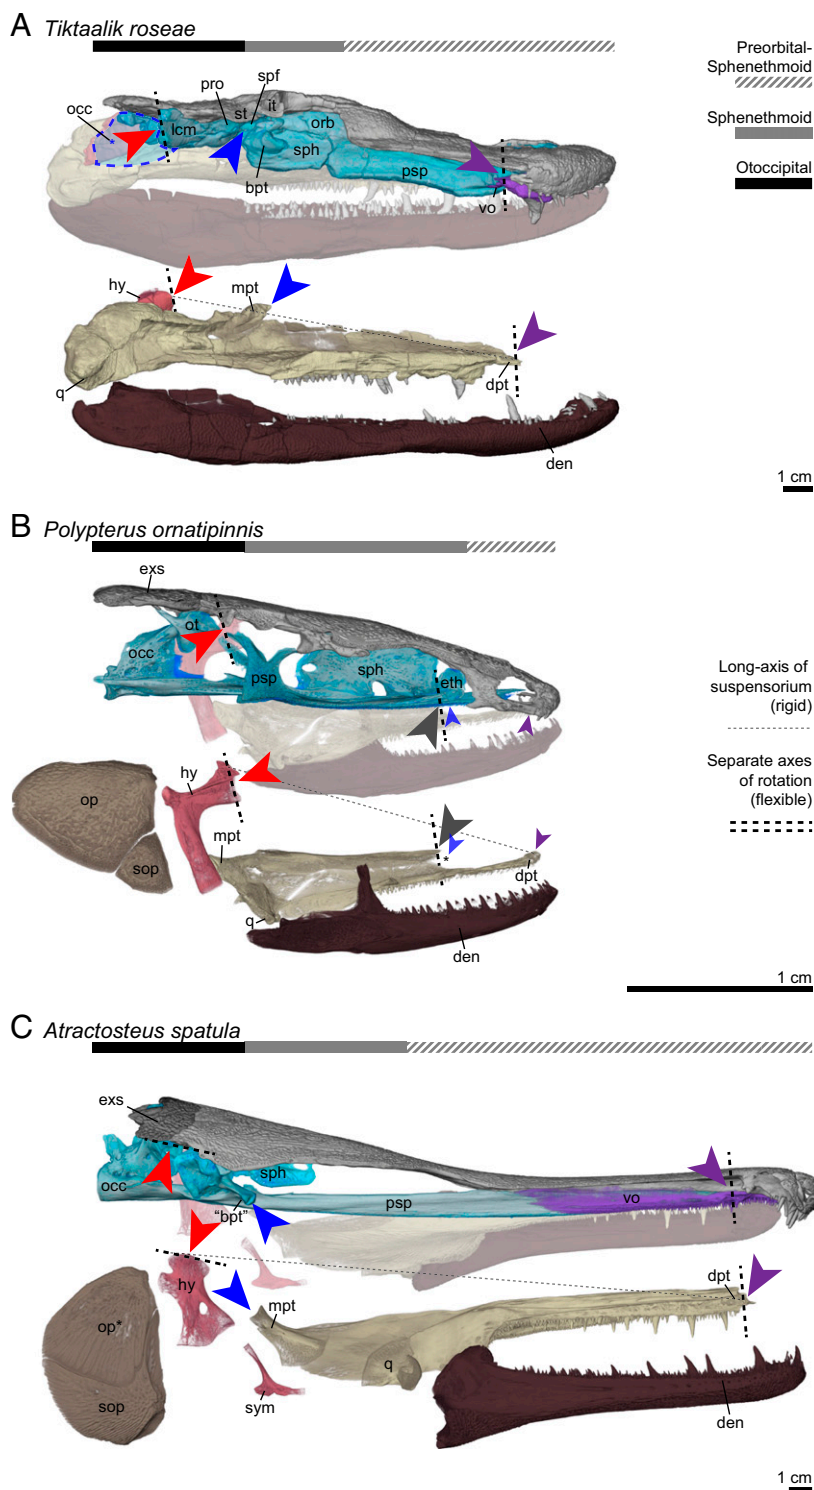 A Tiktaalik roseae
Preorbital-
Sphenethmoid
Sphenethmoid
Otoccipital
spf
pro
st
it
occ
lcm
orb
sph
bpt
psp
vo
hy
mpt
q
dpt
den
1 cm
B Polypterus ornatipinnis
exs
ot
occ
sph
psp
eth
Long-axis of
suspensorium
(rigid)
Separate axes
of rotation
(flexible)
hy
op
mpt
sop
*
dpt
q
den
1 cm
C Atractosteus spatula
exs
sph
occ
psp
vo
"bpt"
hy
dpt
mpt
op*
q
sop
sym
den
1 cm